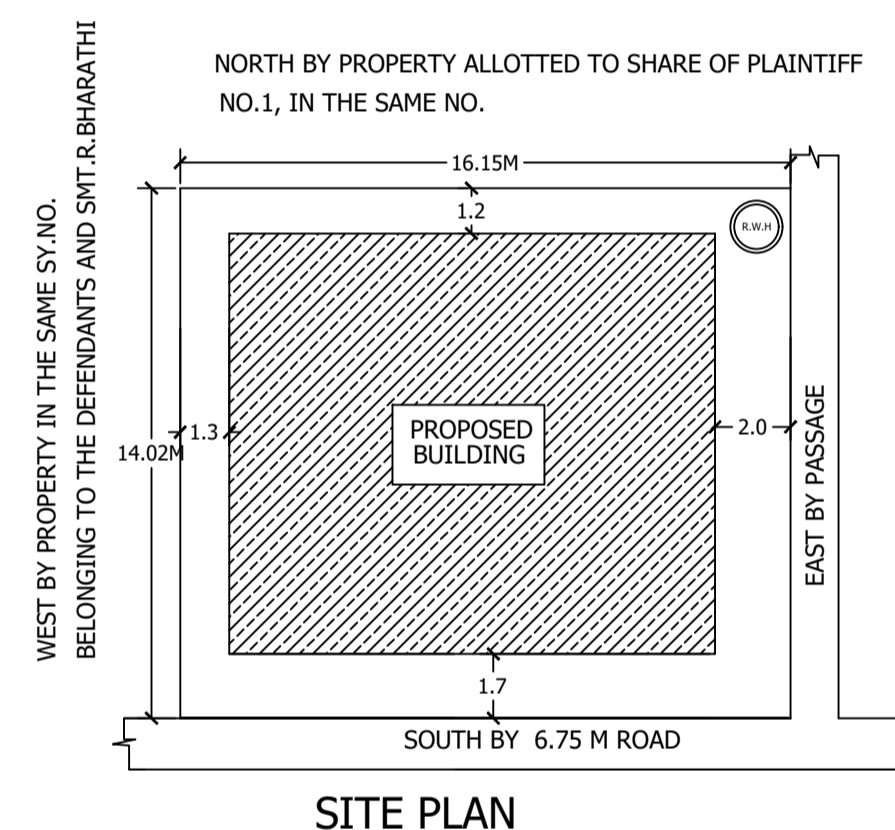 NORTH BY PROPERTY ALLOTTED TO SHARE OF PLAINTIFF
NO.1, IN THE SAME NO.
WEST BY PROPERTY IN THE SAME SY.NO.
BELONGING TO THE DEFENDANTS AND SMT.R.BHARATHI
16.15M
1.2
R.W.H
14.02M
1.3
PROPOSED
BUILDING
2.0
EAST BY PASSAGE
1.7
SOUTH BY 6.75 M ROAD
SITE PLAN